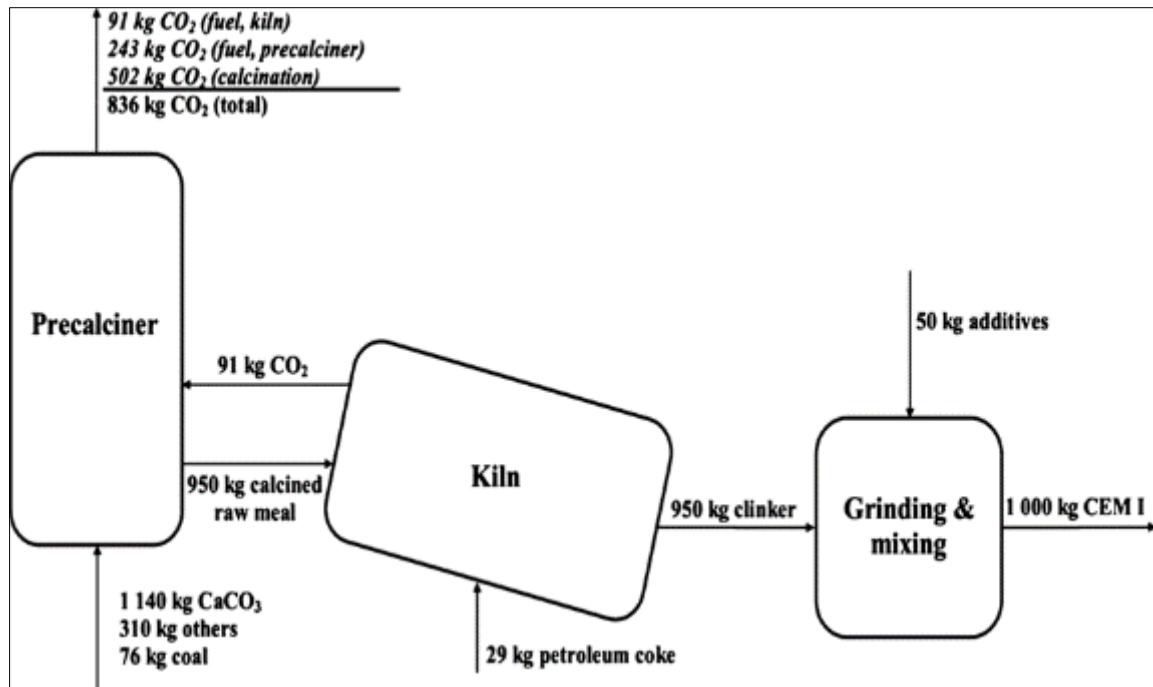 91 kg CO₂ (fuel, kiln)
243 kg CO₂ (fuel, precalciner)
502 kg CO₂ (calcination)
836 kg CO₂ (total)
Precalciner
91 kg CO₂
950 kg calcined
raw meal
1 140 kg CaCO₃
310 kg others
76 kg coal
Kiln
29 kg petroleum coke
950 kg clinker
50 kg additives
Grinding &
mixing
1 000 kg CEM I